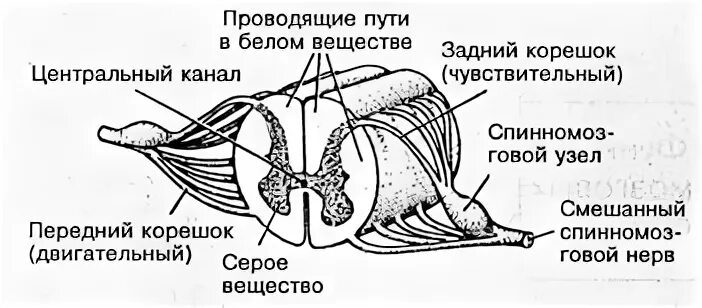 Проводящие пути
в белом веществе
Центральный канал
Задний корешок
(чувствительный)
Спинномоз-
говой узел
Смешанный
спинномоз-
говой нерв
Передний корешок
(двигательный)
Серое
вещество